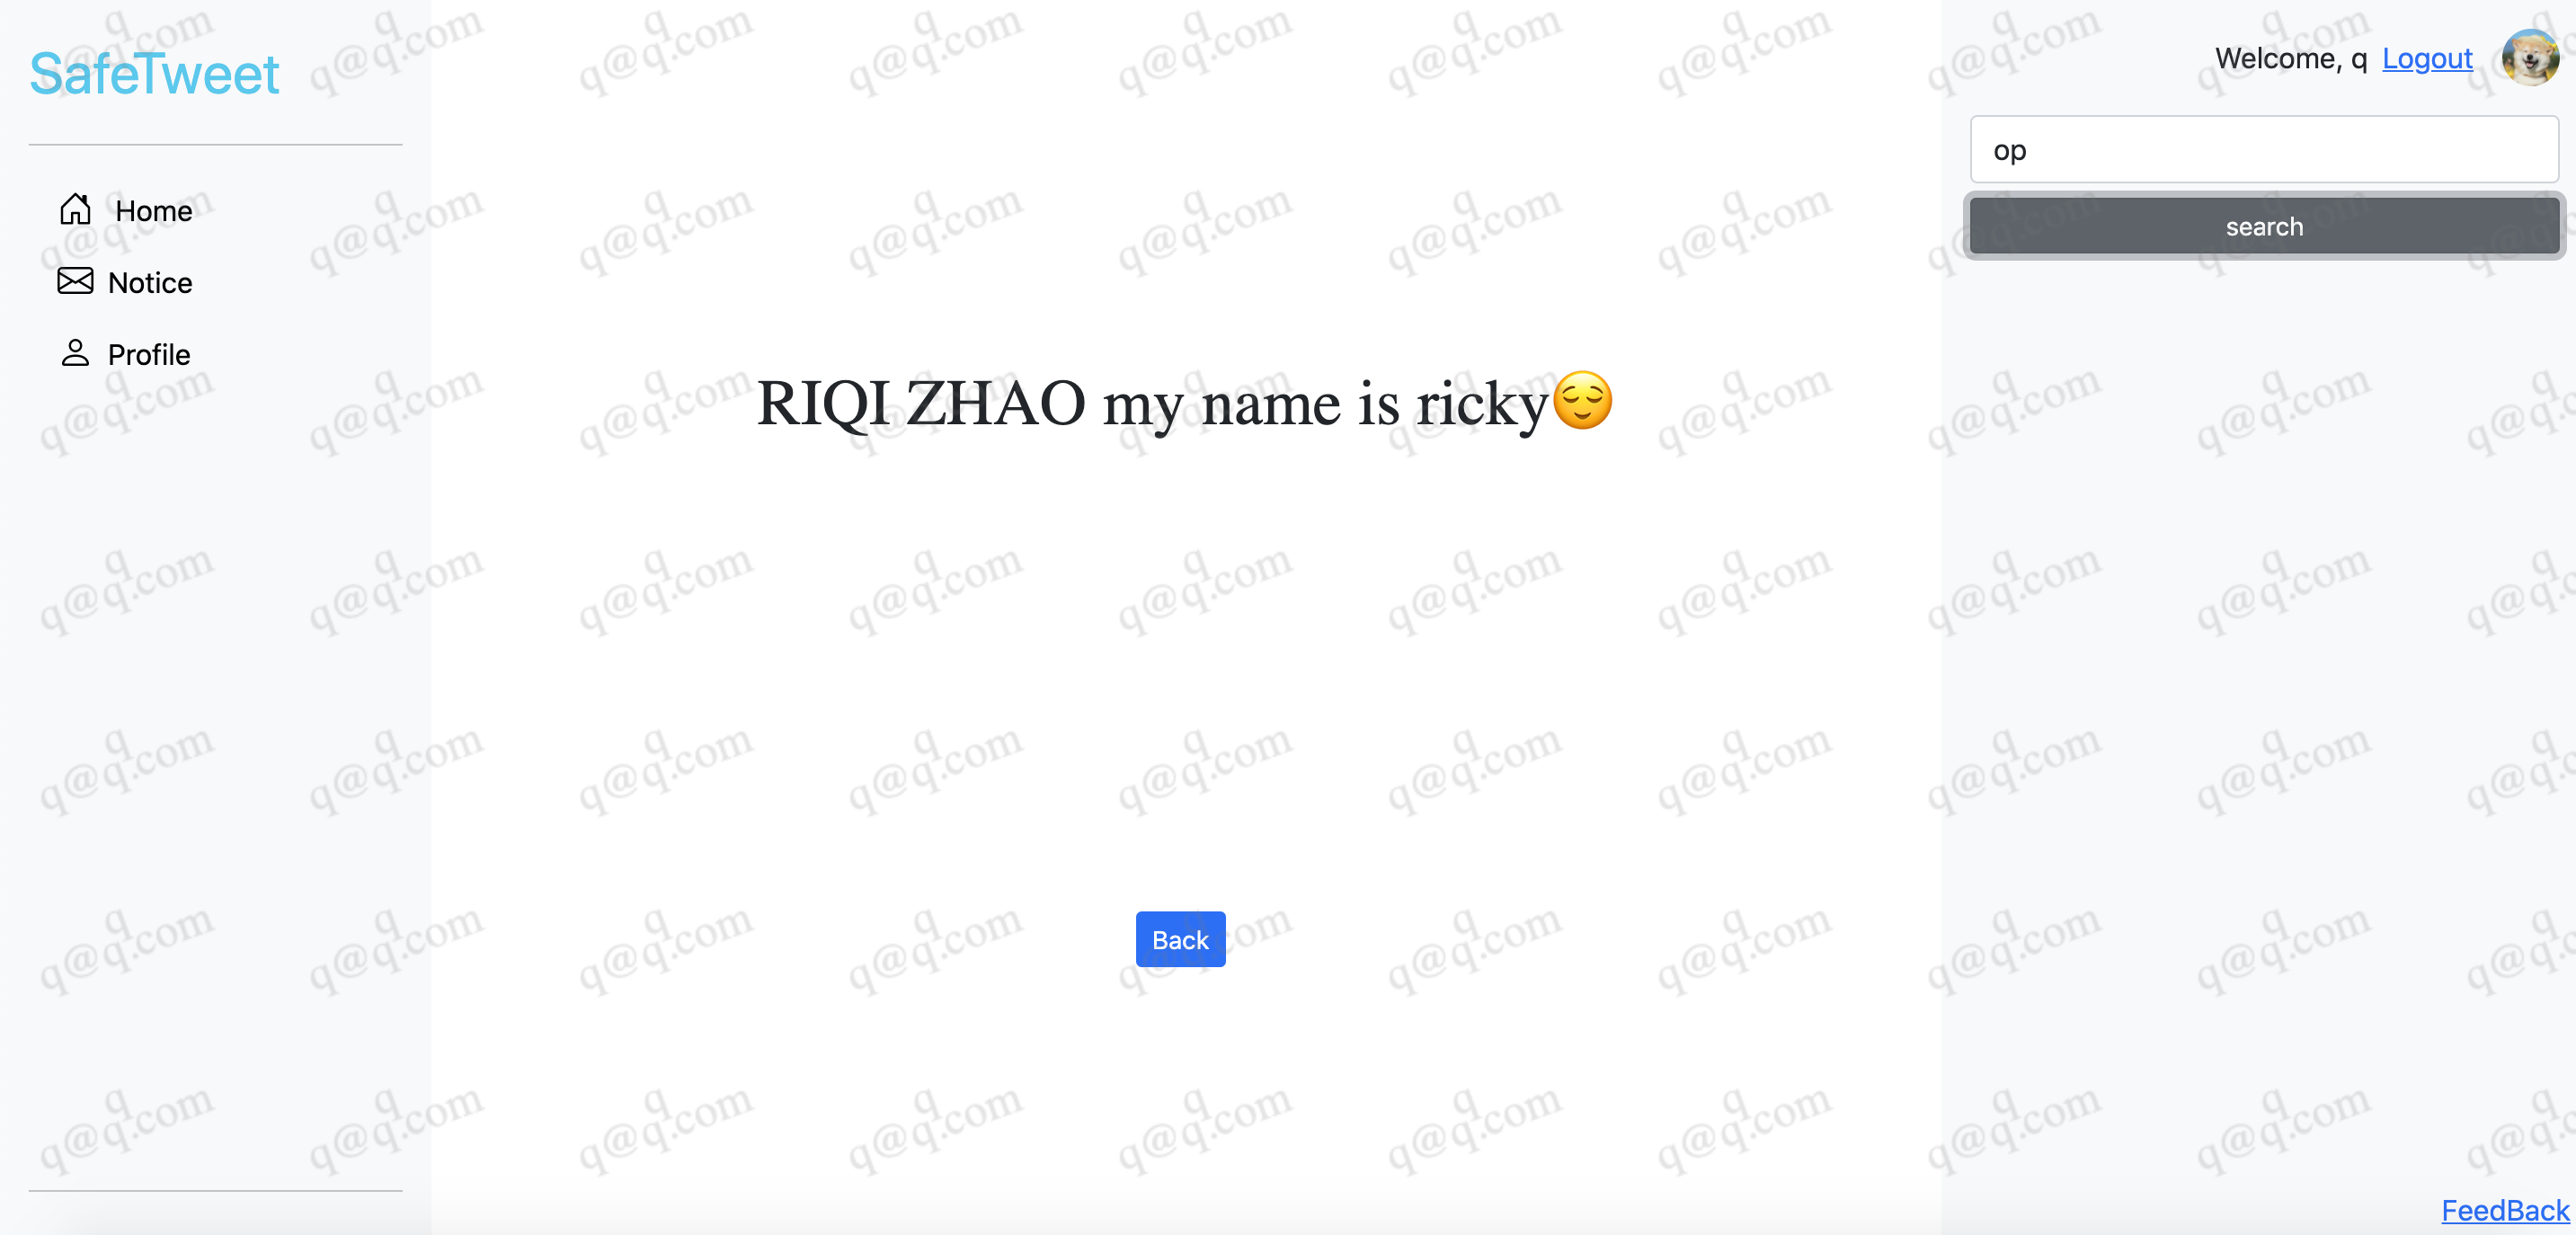 SafeTweet
Home
Notice
Profile
RIQI ZHAO my name is ricky😌
Back
Welcome, q Logout
op
search
FeedBack
q
q@q.com